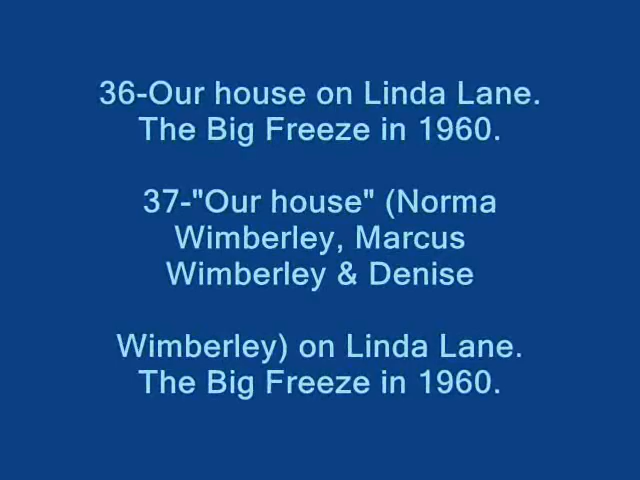 36-Our house on Linda Lane.
The Big Freeze in 1960.
37-"Our house" (Norma
Wimberley, Marcus
Wimberley & Denise
Wimberley) on Linda Lane.
The Big Freeze in 1960.